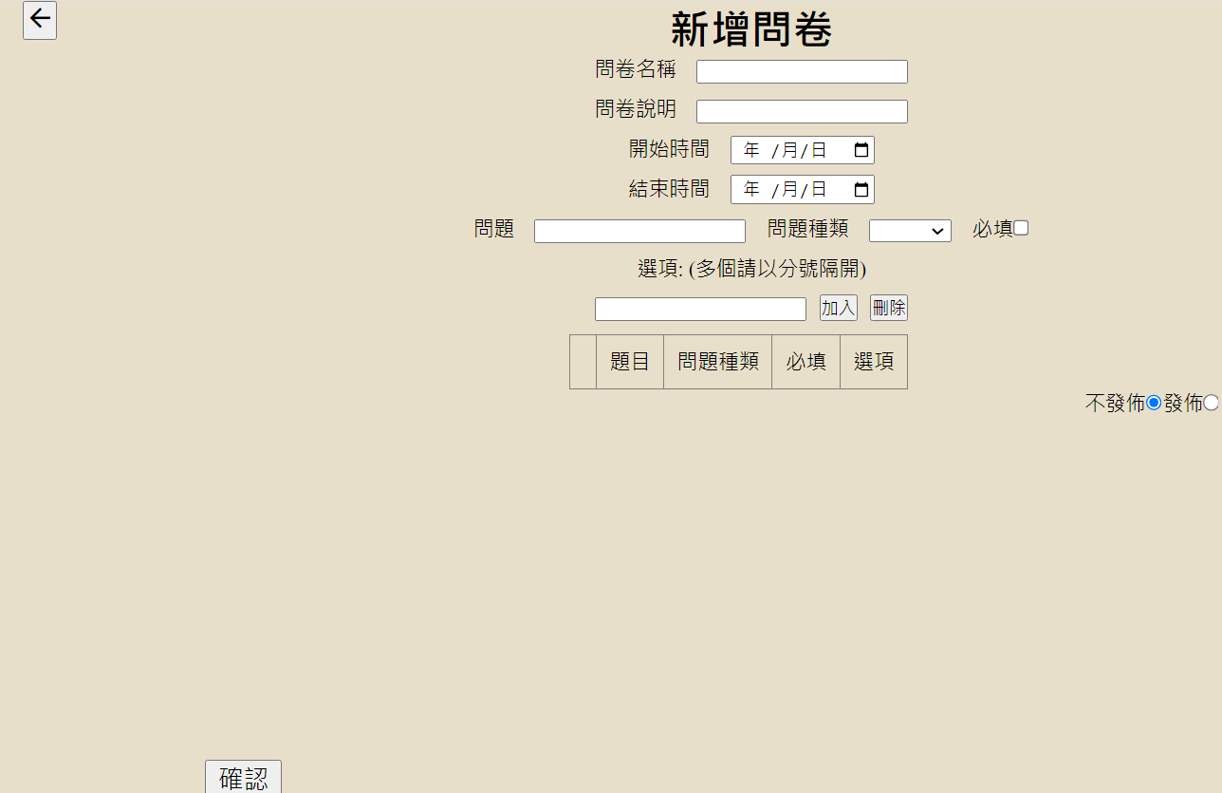 新增問卷
問卷名稱
問卷說明
開始時間 年 /月/日
結束時間 年 /月/日
問題 問題種類 必填
選項: (多個請以分號隔開)
加入 刪除
題目 問題種類 必填 選項
不發佈 發佈
確認